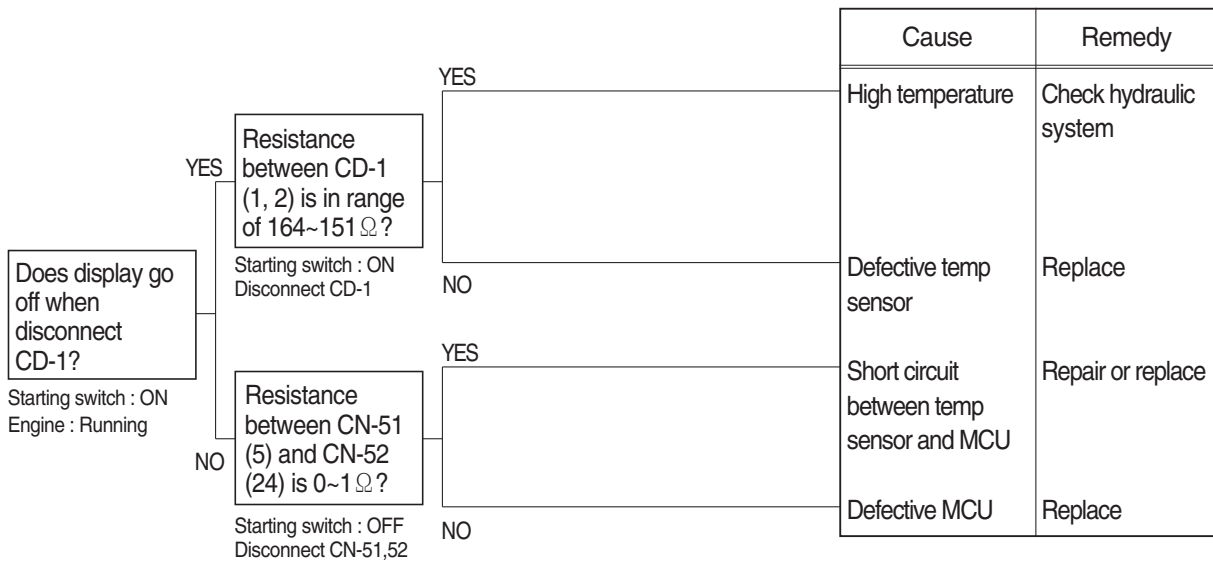 Does display go
off when
disconnect
CD-1?
Starting switch : ON
Engine : Running
YES
Resistance
between CD-1
(1, 2) is in range
of 164~151Ω?
Starting switch : ON
Disconnect CD-1
NO
Resistance
between CN-51
(5) and CN-52
(24) is 0~1Ω?
Starting switch : OFF
Disconnect CN-51,52
YES
NO
YES
NO
Cause
Remedy
High temperature
Check hydraulic
system
Defective temp
sensor
Replace
Short circuit
between temp
sensor and MCU
Repair or replace
Defective MCU
Replace